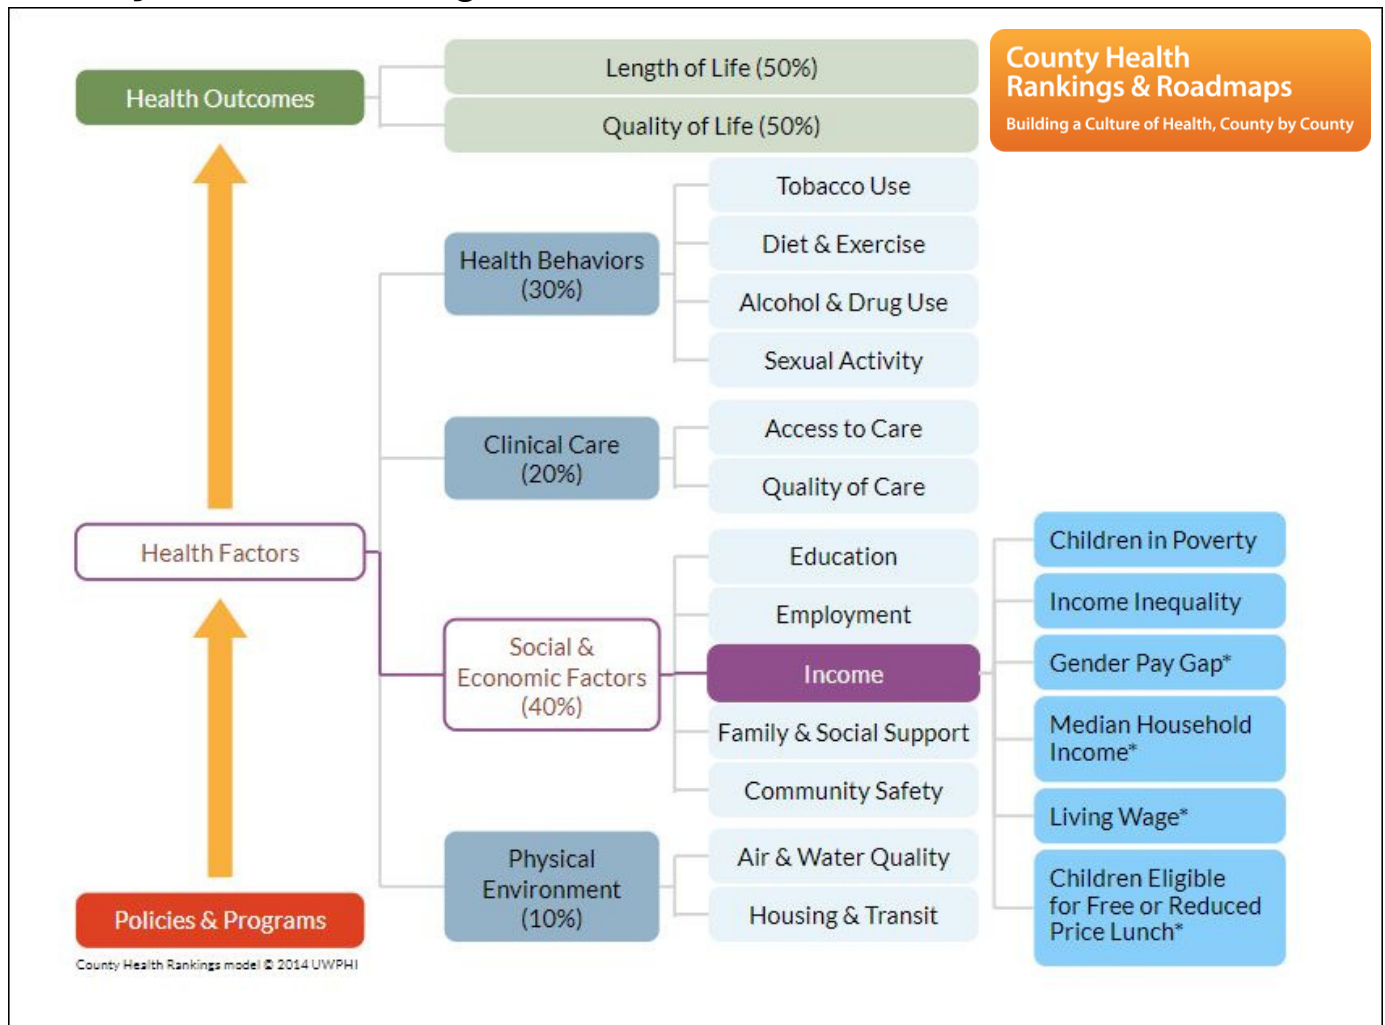 County Health
Rankings & Roadmaps
Building a Culture of Health, County by County
Health Outcomes
Length of Life (50%)
Quality of Life (50%)
Health Factors
Policies & Programs
Health Behaviors
(30%)
Tobacco Use
Diet & Exercise
Alcohol & Drug Use
Sexual Activity
Clinical Care
(20%)
Access to Care
Quality of Care
Social &
Economic Factors
(40%)
Education
Employment
Income
Family & Social Support
Community Safety
Children in Poverty
Income Inequality
Gender Pay Gap*
Median Household
Income*
Living Wage*
Children Eligible
for Free or Reduced
Price Lunch*
Physical
Environment
(10%)
Air & Water Quality
Housing & Transit
County Health Rankings model © 2014 UWPHI